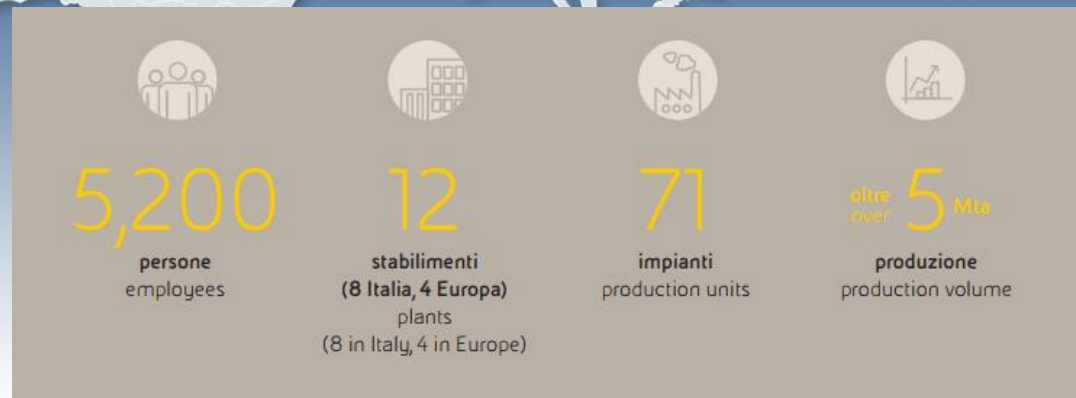 5,200
persone
employees
12
stabilimenti
(8 Italia, 4 Europa)
plants
(8 in Italy, 4 in Europe)
71
impianti
production units
oltre
over
5 Mta
produzione
production volume